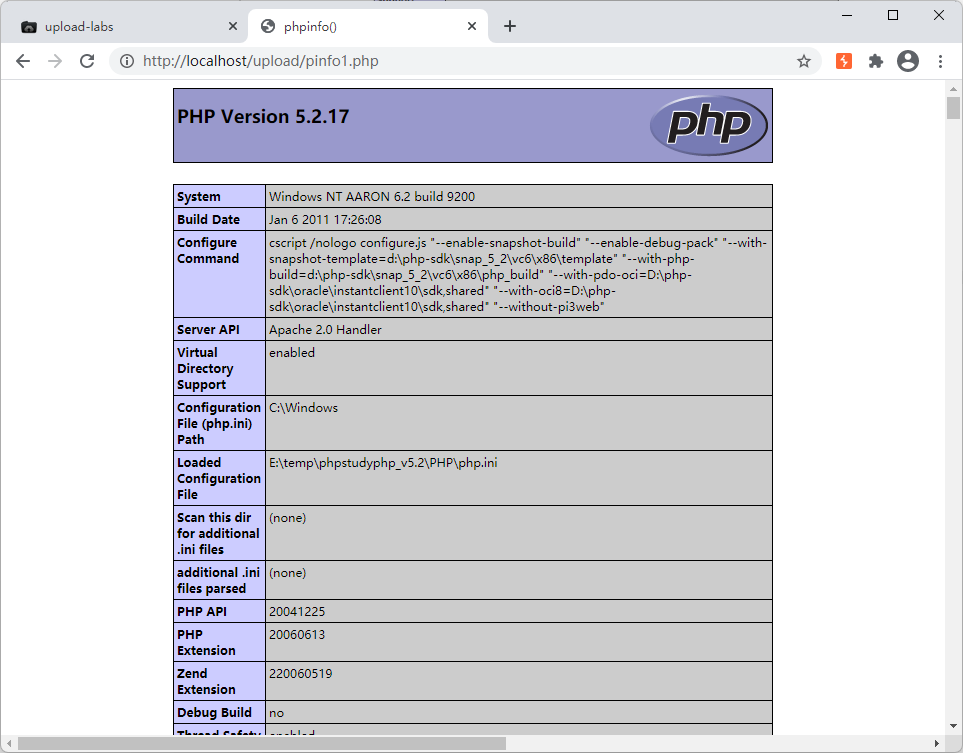 upload-labs
phpinfo()
http://localhost/upload/pinfo1.php
PHP Version 5.2.17
php
System
Windows NT AARON 6.2 build 9200
Build Date
Jan 6 2011 17:26:08
Configure
Command
cscript /nologo configure.js "--enable-snapshot-build" "--enable-debug-pack" "--with-
snapshot-template=d:\php-sdk\snap_5_2\vc6\x86\template" "--with-php-
build=d:\php-sdk\snap_5_2\vc6\x86\php_build" "--with-pdo-oci=D:\php-
sdk\oracle\instantclient10\sdk,shared" "--with-oci8=D:\php-
sdk\oracle\instantclient10\sdk,shared" "--without-pi3web"
Server API
Apache 2.0 Handler
Virtual
Directory
Support
enabled
Configuration
File (php.ini)
Path
C:\Windows
Loaded
Configuration
File
E:\temp\phpstudyphp_v5.2\PHP\php.ini
Scan this dir
for additional
.ini files
(none)
additional .ini
files parsed
(none)
PHP API
20041225
PHP
Extension
20060613
Zend
Extension
220060519
Debug Build
no
Thread Safety
enabled